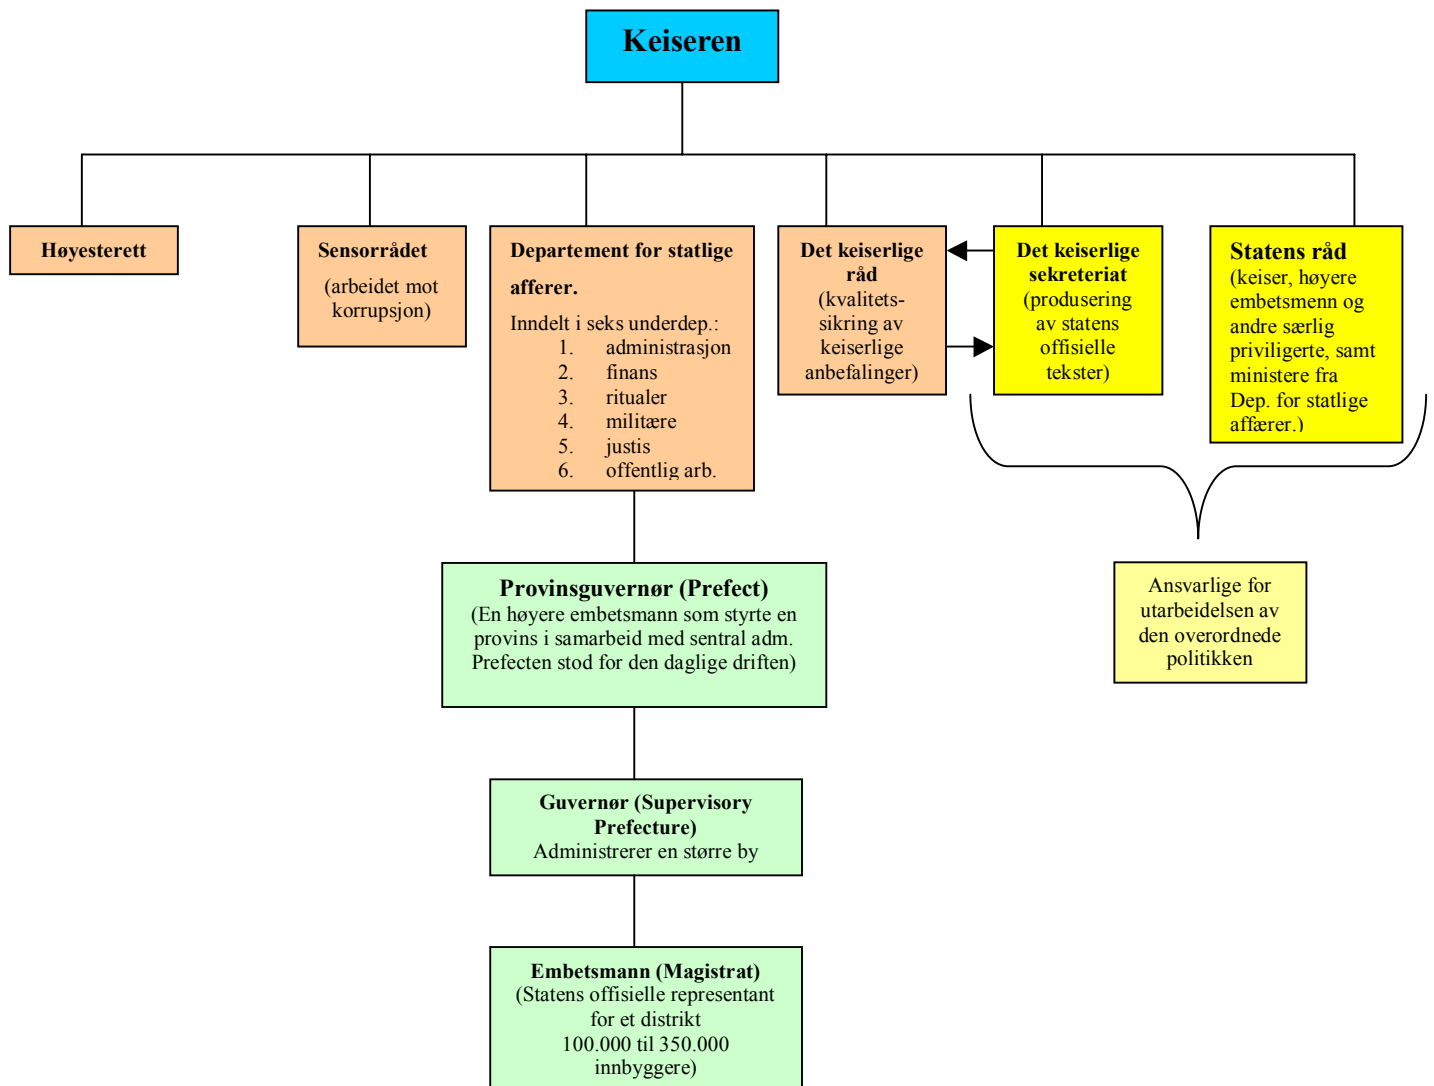 Keiseren
Høyesterett
Sensorrådet
(arbeidet mot
korrupsjon)
Departement for statlige
afferer.
Inndelt i seks underdep.:
1. administrasjon
2. finans
3. ritualer
4. militære
5. justis
6. offentlig arb.
Det keiserlige
råd
(kvalitets-
sikring av
keiserlige
anbefalinger)
Det keiserlige
sekreteriat
(produsering
av statens
offisielle
tekster)
Statens råd
(keiser, høyere
embetsmenn og
andre særlig
priviligerte, samt
ministere fra
Dep. for statlige
affærer.)
Provinsguvernør (Prefect)
(En høyere embetsmann som styrte en
provins i samarbeid med sentral adm.
Prefecten stod for den daglige driften)
Ansvarlige for
utarbeidelsen av
den overordnede
politikken
Guvernør (Supervisory
Prefecture)
Administrerer en større by
Embetsmann (Magistrat)
(Statens offisielle representant
for et distrikt
100.000 til 350.000
innbyggere)